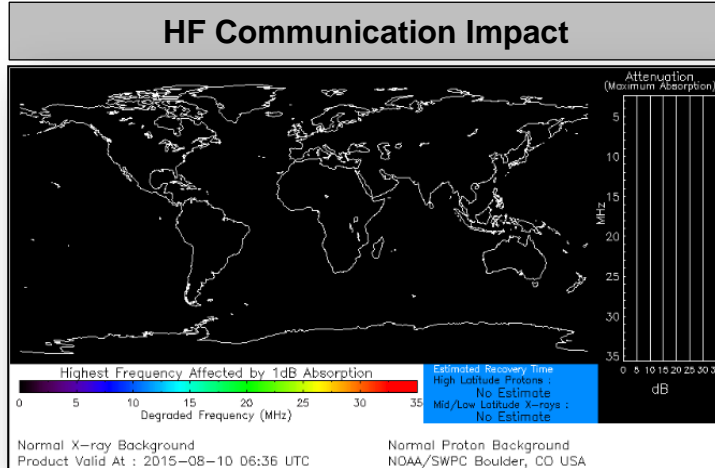 HF Communication Impact
Attenuation
(Maximum Absorption)
5
10
15
20
25
30
35
MHz
0 5 10 15 20 25 30
dB
Highest Frequency Affected by 1dB Absorption
0 5 10 15 20 25 30 35
Degraded Frequency (MHz)
Estimated Recovery Time
High Latitude Protons :
No Estimate
Mid/Low Latitude X-rays :
No Estimate
Normal X-ray Background
Product Valid At : 2015-08-10 06:36 UTC
Normal Proton Background
NOAA/SWPC Boulder, CO USA